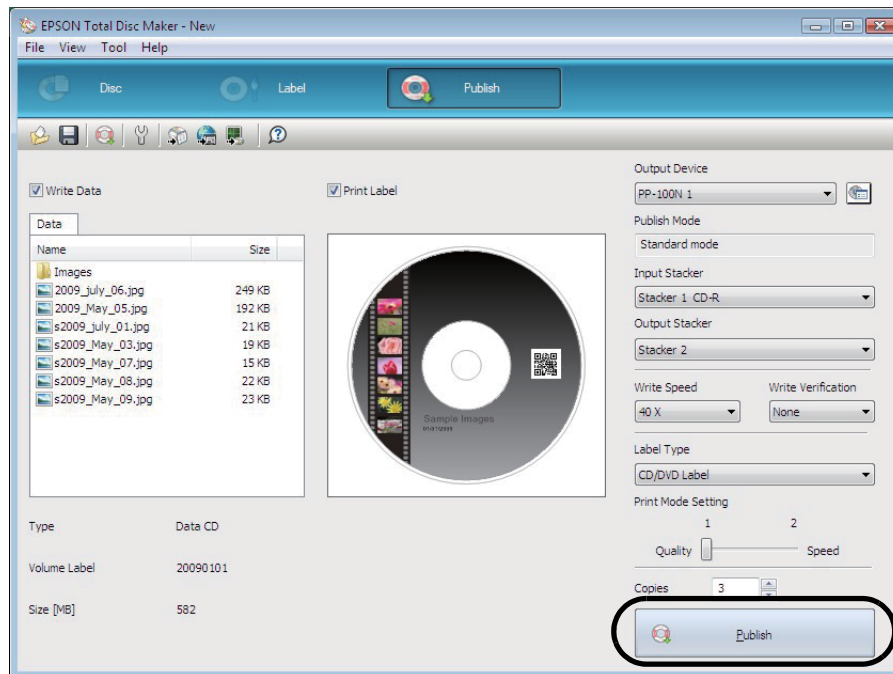 EPSON Total Disc Maker - New
File View Tool Help
Disc Label Publish
Output Device
Write Data Print Label
PP-100N 1
Data
Publish Mode
Name Size
Standard mode
Images
Input Stacker
2009_july_06.jpg 249 KB
2009_May_05.jpg 192 KB
Stacker 1 CD-R
s2009_july_01.jpg 21 KB
Output Stacker
s2009_May_03.jpg 19 KB
s2009_May_07.jpg 15 KB
Stacker 2
s2009_May_08.jpg 22 KB
s2009_May_09.jpg 23 KB
Write Speed Write Verification
40 X None
Sample Images
Label Type
CD/DVD Label
Print Mode Setting
1 2
Type Data CD
Quality Speed
Volume Label 20090101
Copies 3
Size [MB] 582
Publish